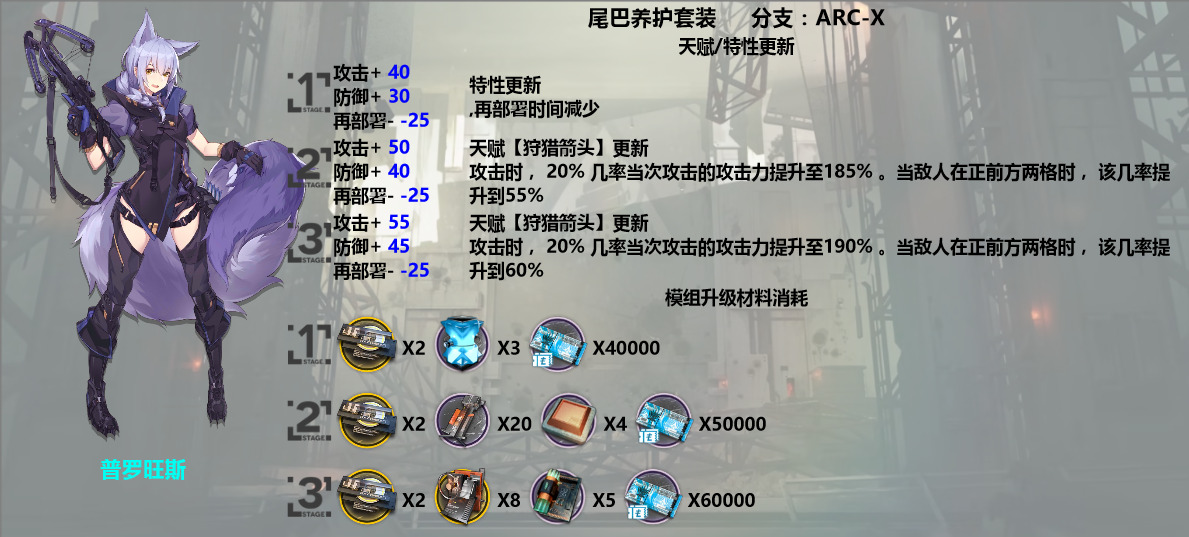 尾巴养护套装 分支：ARC-X
天赋/特性更新
1 STAGE.
攻击+ 40
防御+ 30
再部署- -25
特性更新
,再部署时间减少
2 STAGE.
攻击+ 50
防御+ 40
再部署- -25
天赋【狩猎箭头】更新
攻击时， 20% 几率当次攻击的攻击力提升至185% 。当敌人在正前方两格时， 该几率提
升到55%
3 STAGE.
攻击+ 55
防御+ 45
再部署- -25
天赋【狩猎箭头】更新
攻击时， 20% 几率当次攻击的攻击力提升至190% 。当敌人在正前方两格时， 该几率提
升到60%
模组升级材料消耗
1 STAGE. X2 X3 X40000
2 STAGE. X2 X20 X4 X50000
3 STAGE. X2 X8 X5 X60000
普罗旺斯